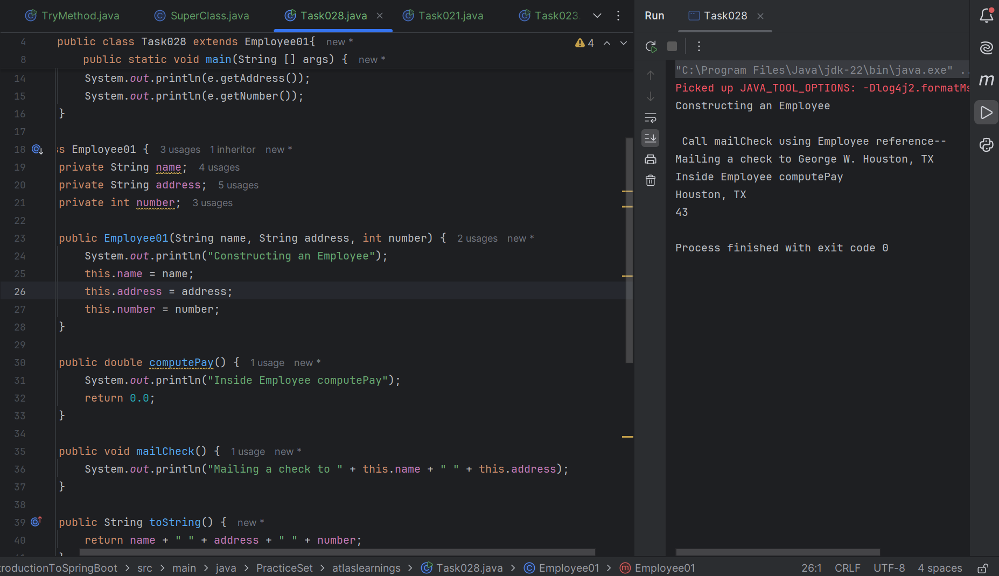 TryMethod.java SuperClass.java Task028.java Task021.java Task023. Run Task028
4 public class Task028 extends Employee01{ new * 4
8 public static void main(String [] args) { new *
14 System.out.println(e.getAddress());
15 System.out.println(e.getNumber());
16 }
17
18 s Employee01 { 3 usages 1 inheritor new *
19 private String name; 4 usages
20 private String address; 5 usages
21 private int number; 3 usages
22
23 public Employee01(String name, String address, int number) { 2 usages new *
24 System.out.println("Constructing an Employee");
25 this.name = name;
26 this.address = address;
27 this.number = number;
28 }
29
30 public double computePay() { 1 usage new *
31 System.out.println("Inside Employee computePay");
32 return 0.0;
33 }
34
35 public void mailCheck() { 1 usage new *
36 System.out.println("Mailing a check to " + this.name + " " + this.address);
37 }
38
39 public String toString() { new *
40 return name + " " + address + " " + number;
"C:\Program Files\Java\jdk-22\bin\java.exe" ..
Picked up JAVA_TOOL_OPTIONS: -Dlog4j2.formatMs
Constructing an Employee
Call mailCheck using Employee reference--
Mailing a check to George W. Houston, TX
Inside Employee computePay
Houston, TX
43
Process finished with exit code 0
m
troductionToSpringBoot > src > main > java > PracticeSet > atlaslearnings > Task028.java > Employee01 > Employee01 26:1 CRLF UTF-8 4 spaces